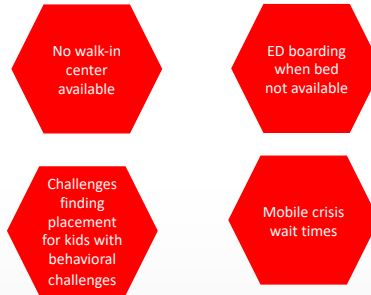 No walk-in
center
available
ED boarding
when bed
not available
Challenges
finding
placement
for kids with
behavioral
challenges
Mobile crisis
wait times